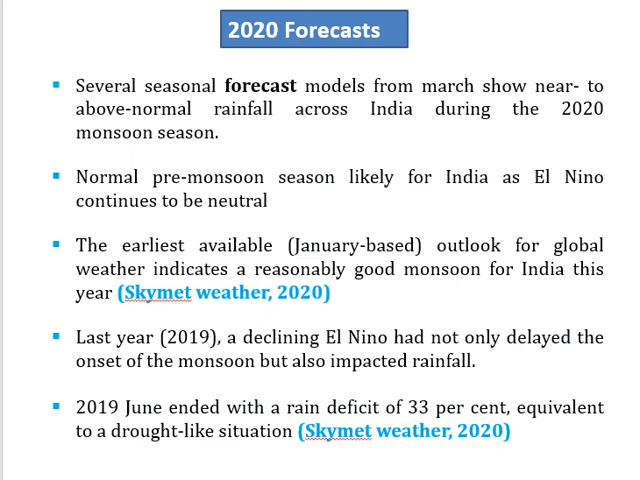 2020 Forecasts
▪ Several seasonal forecast models from march show near- to
above-normal rainfall across India during the 2020
monsoon season.
▪ Normal pre-monsoon season likely for India as El Nino
continues to be neutral
▪ The earliest available (January-based) outlook for global
weather indicates a reasonably good monsoon for India this
year (Skymet weather, 2020)
▪ Last year (2019), a declining El Nino had not only delayed the
onset of the monsoon but also impacted rainfall.
▪ 2019 June ended with a rain deficit of 33 per cent, equivalent
to a drought-like situation (Skymet weather, 2020)